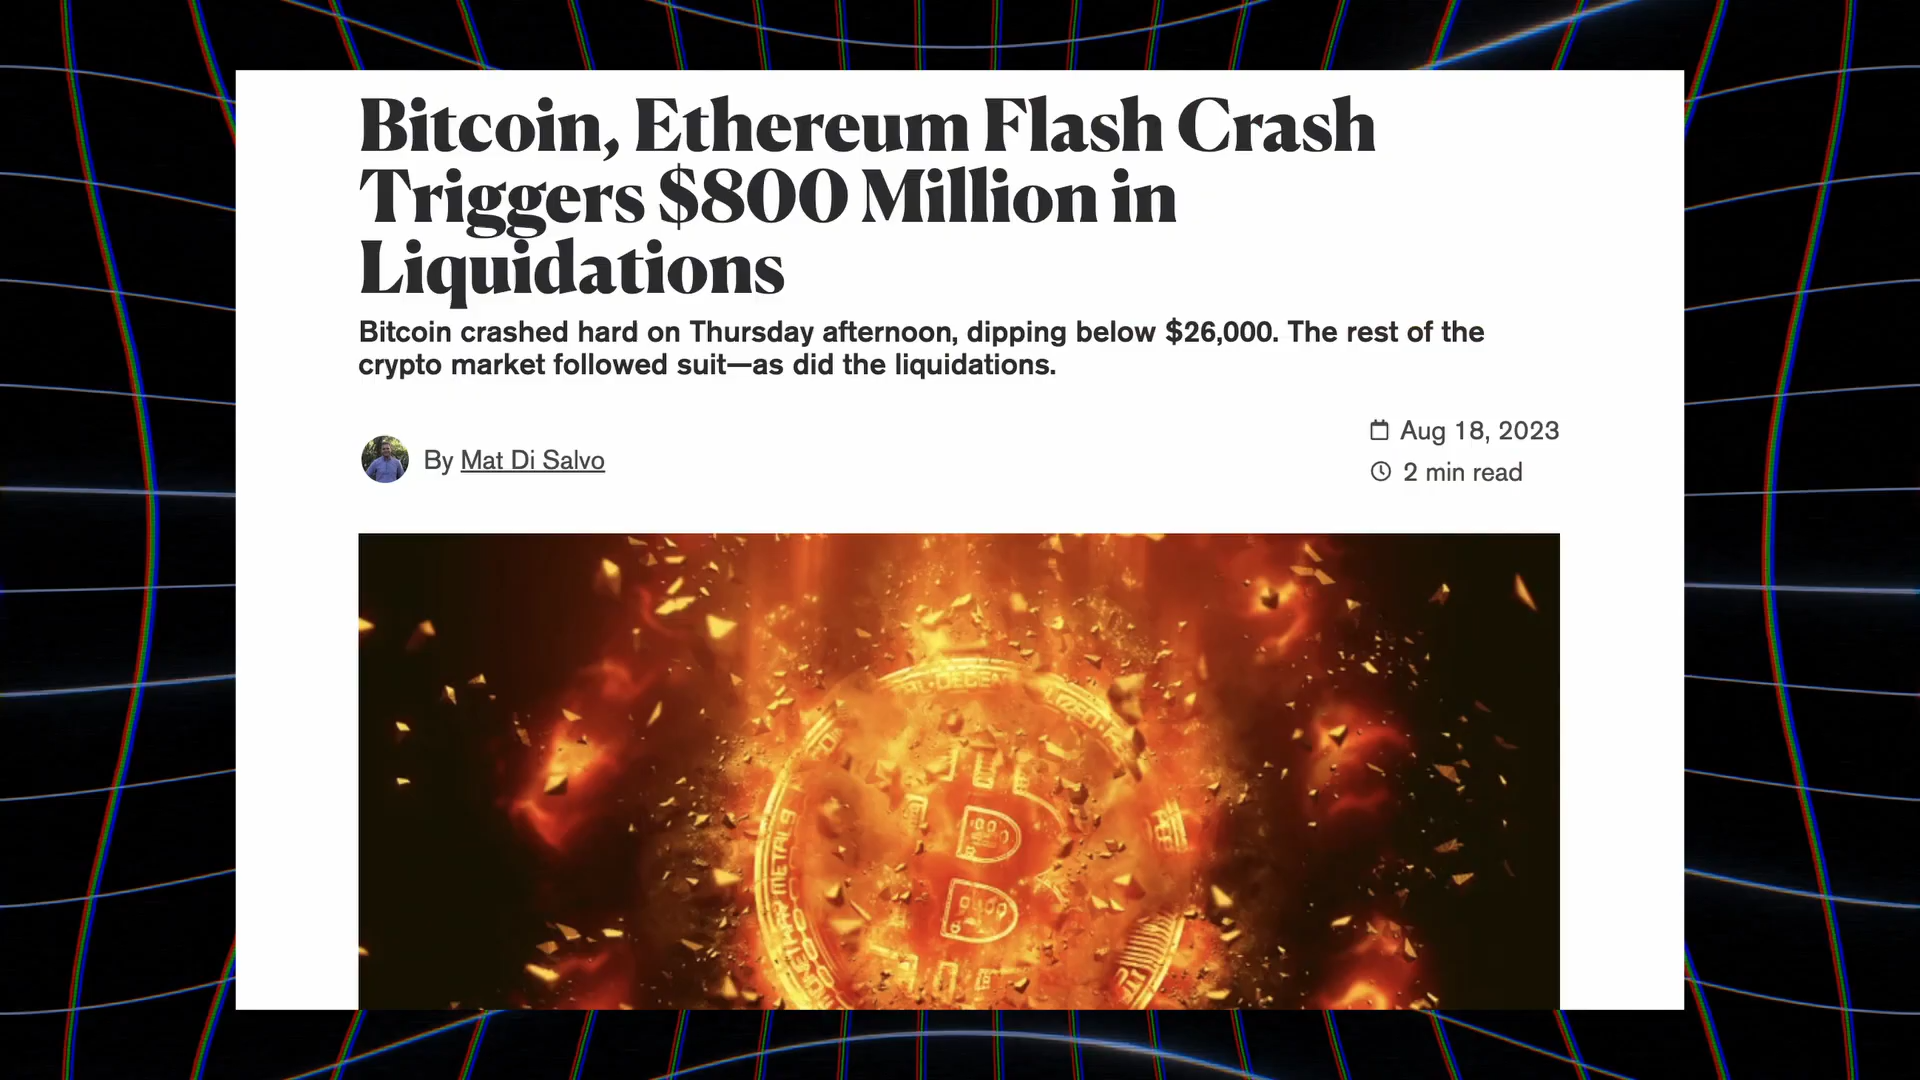 Bitcoin, Ethereum Flash Crash
Triggers $800 Million in
Liquidations
Bitcoin crashed hard on Thursday afternoon, dipping below $26,000. The rest of the
crypto market followed suit—as did the liquidations.
By Mat Di Salvo
Aug 18, 2023
2 min read